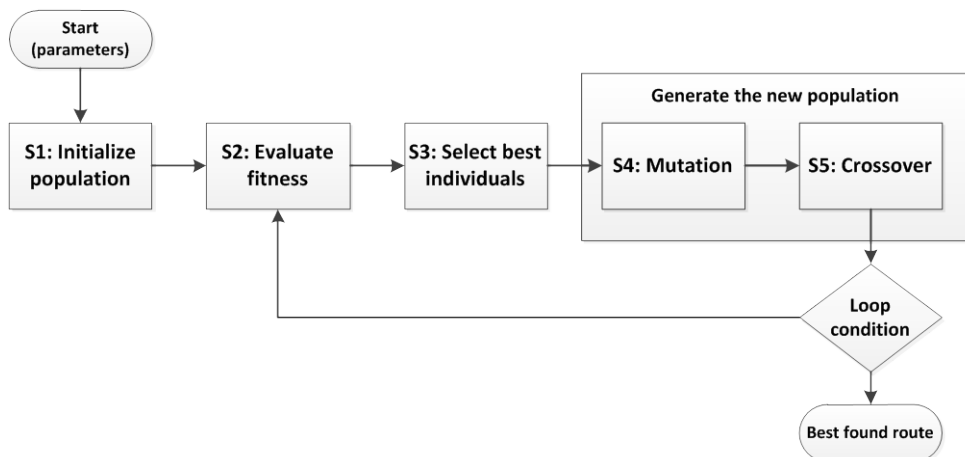 Start
(parameters)
Generate the new population
S1: Initialize
population
S2: Evaluate
fitness
S3: Select best
individuals
S4: Mutation
S5: Crossover
Loop
condition
Best found route